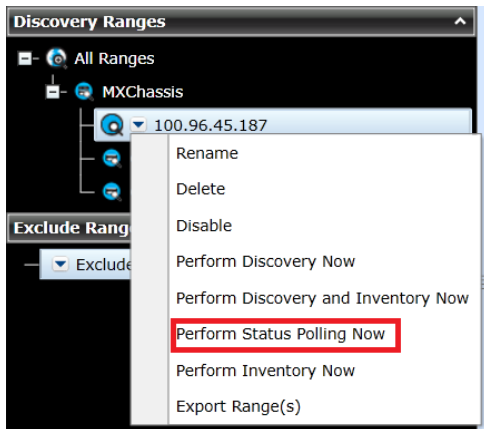 Discovery Ranges
All Ranges
MXChassis
100.96.45.187
Rename
Delete
Disable
Perform Discovery Now
Perform Discovery and Inventory Now
Perform Status Polling Now
Perform Inventory Now
Export Range(s)
Exclude Rang
Exclude